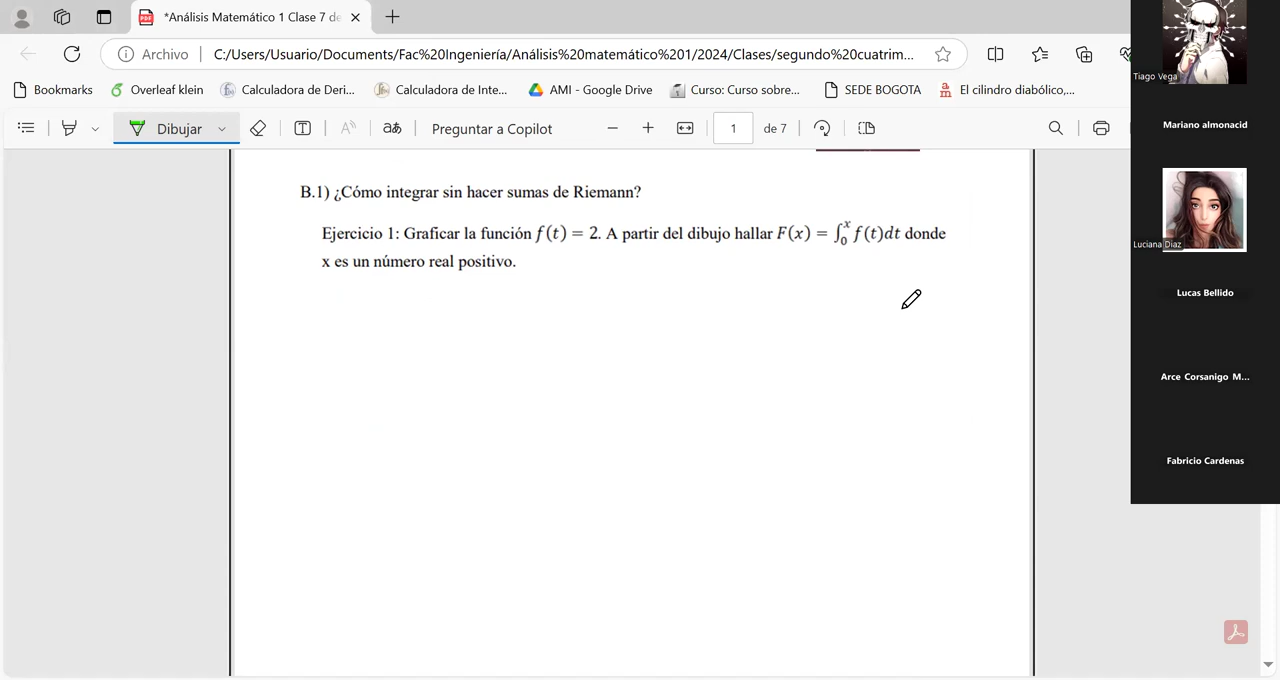 *Análisis Matemático 1 Clase 7 de
Archivo
C:/Users/Usuario/Documents/Fac%20Ingeniería/Análisis%20matemático%201/2024/Clases/segundo%20cuatrim...
Bookmarks
Overleaf klein
Calculadora de Deri...
Calculadora de Inte...
AMI - Google Drive
Curso: Curso sobre...
SEDE BOGOTA
El cilindro diabólico,...
Dibujar
Preguntar a Copilot
1 de 7
B.1) ¿Cómo integrar sin hacer sumas de Riemann?
Ejercicio 1: Graficar la función f(t) = 2. A partir del dibujo hallar F(x) = ∫₀ˣ f(t)dt donde
x es un número real positivo.
Tiago Vega
Mariano almonacid
Luciana Diaz
Lucas Bellido
Arce Corsanigo M...
Fabricio Cardenas